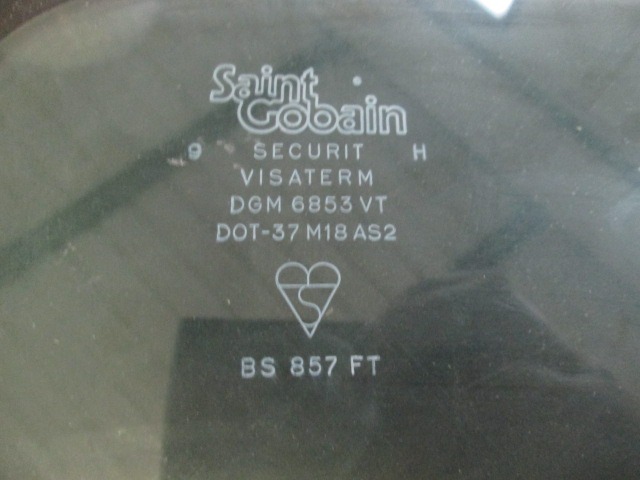 Saint
Gobain
9 SECURIT H
VISATERM
DGM 6853 VT
DOT-37 M18 AS2
BS 857 FT